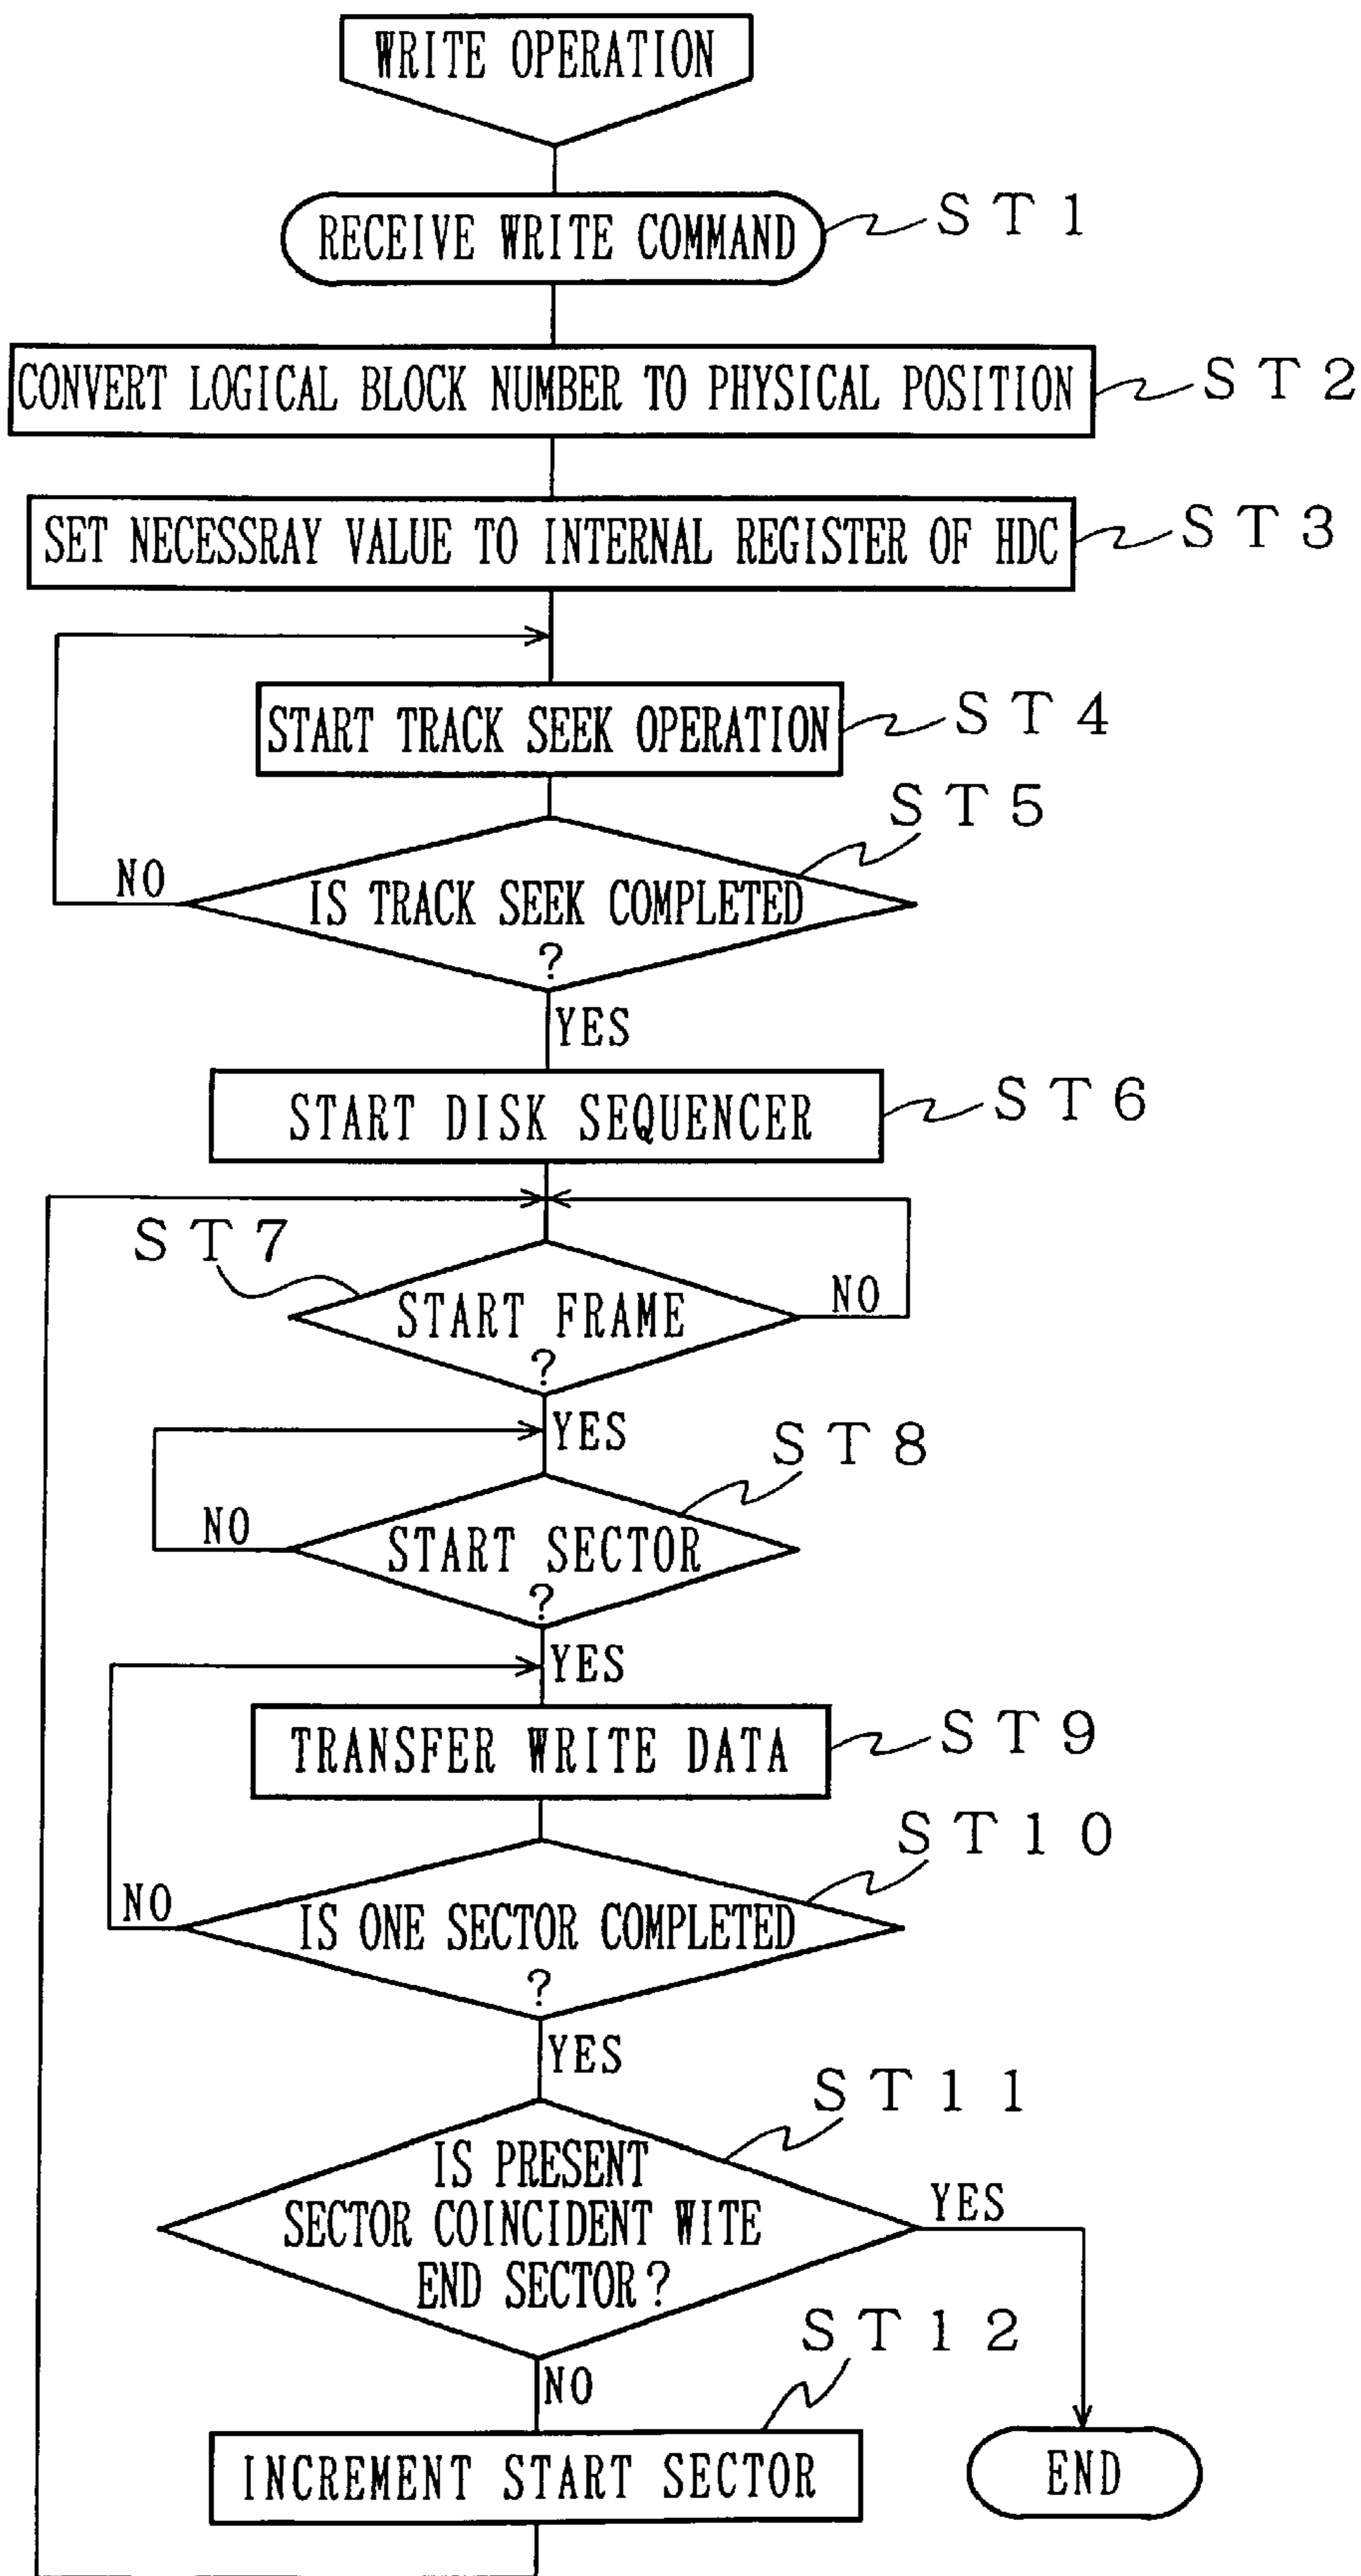 WRITE OPERATION
RECEIVE WRITE COMMAND
ST1
CONVERT LOGICAL BLOCK NUMBER TO PHYSICAL POSITION
ST2
SET NECESSRAY VALUE TO INTERNAL REGISTER OF HDC
ST3
START TRACK SEEK OPERATION
ST4
ST5
NO
IS TRACK SEEK COMPLETED
?
YES
START DISK SEQUENCER
ST6
ST7
START FRAME
?
NO
YES
ST8
NO
START SECTOR
?
YES
TRANSFER WRITE DATA
ST9
ST10
NO
IS ONE SECTOR COMPLETED
?
YES
ST11
IS PRESENT
SECTOR COINCIDENT WITE
END SECTOR?
YES
ST12
NO
INCREMENT START SECTOR
END